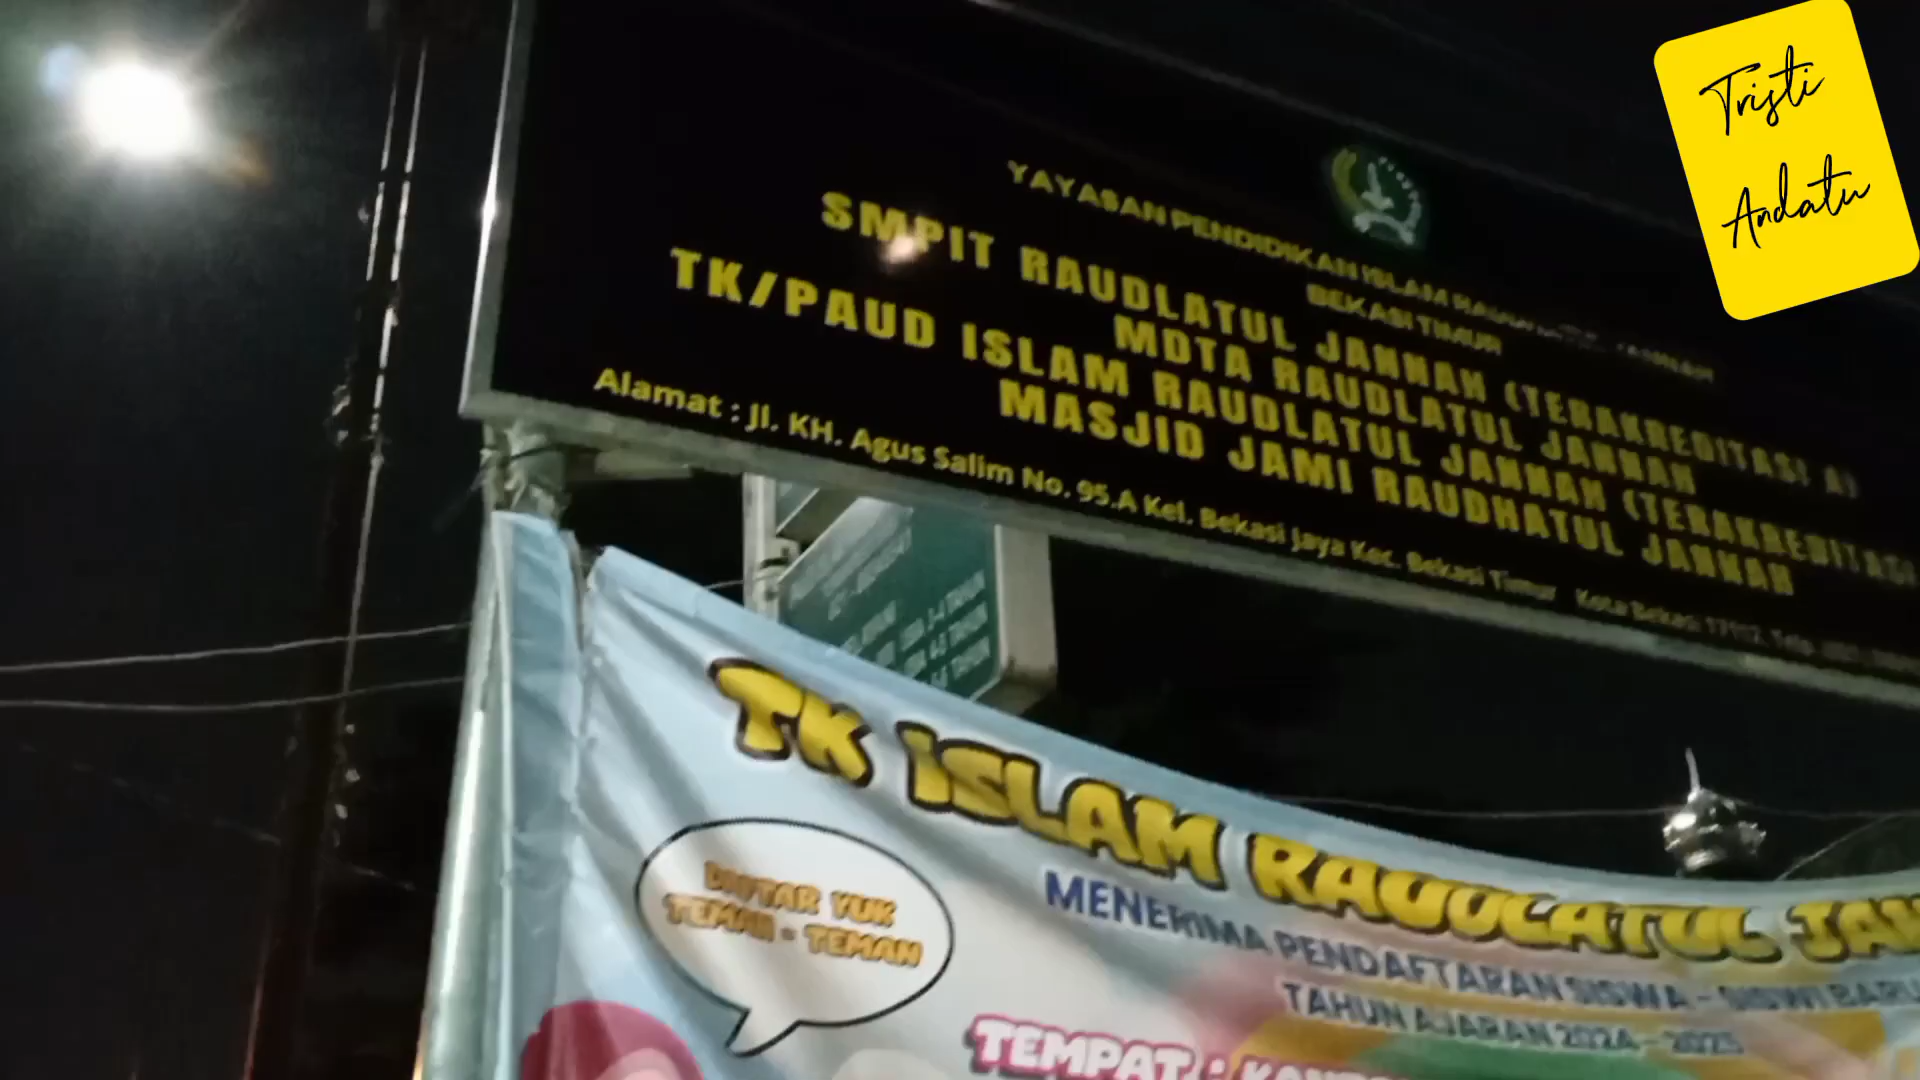 Tristi
Andatu
YAYASAN PENDIDIKAN ISLAM
BEKASI TIMUR
SMPIT RAUDLATUL JANNAH (TERAKREDITASI A)
MDTA RAUDLATUL JANNAH
TK/PAUD ISLAM RAUDLATUL JANNAH (TERAKREDITASI
MASJID JAMI RAUDHATUL JANNAH
Alamat : Jl. KH. Agus Salim No. 95.A Kel. Bekasi Jaya Kec. Bekasi Timur Kota Bekasi 17112 Telp.
TK ISLAM RAUDLATUL JAN
DAFTAR YUK
TEMAN - TEMAN
MENERIMA PENDAFTARAN SISWA - SISWI BARU
TAHUN AJARAN 2024 - 2025
TEMPAT :